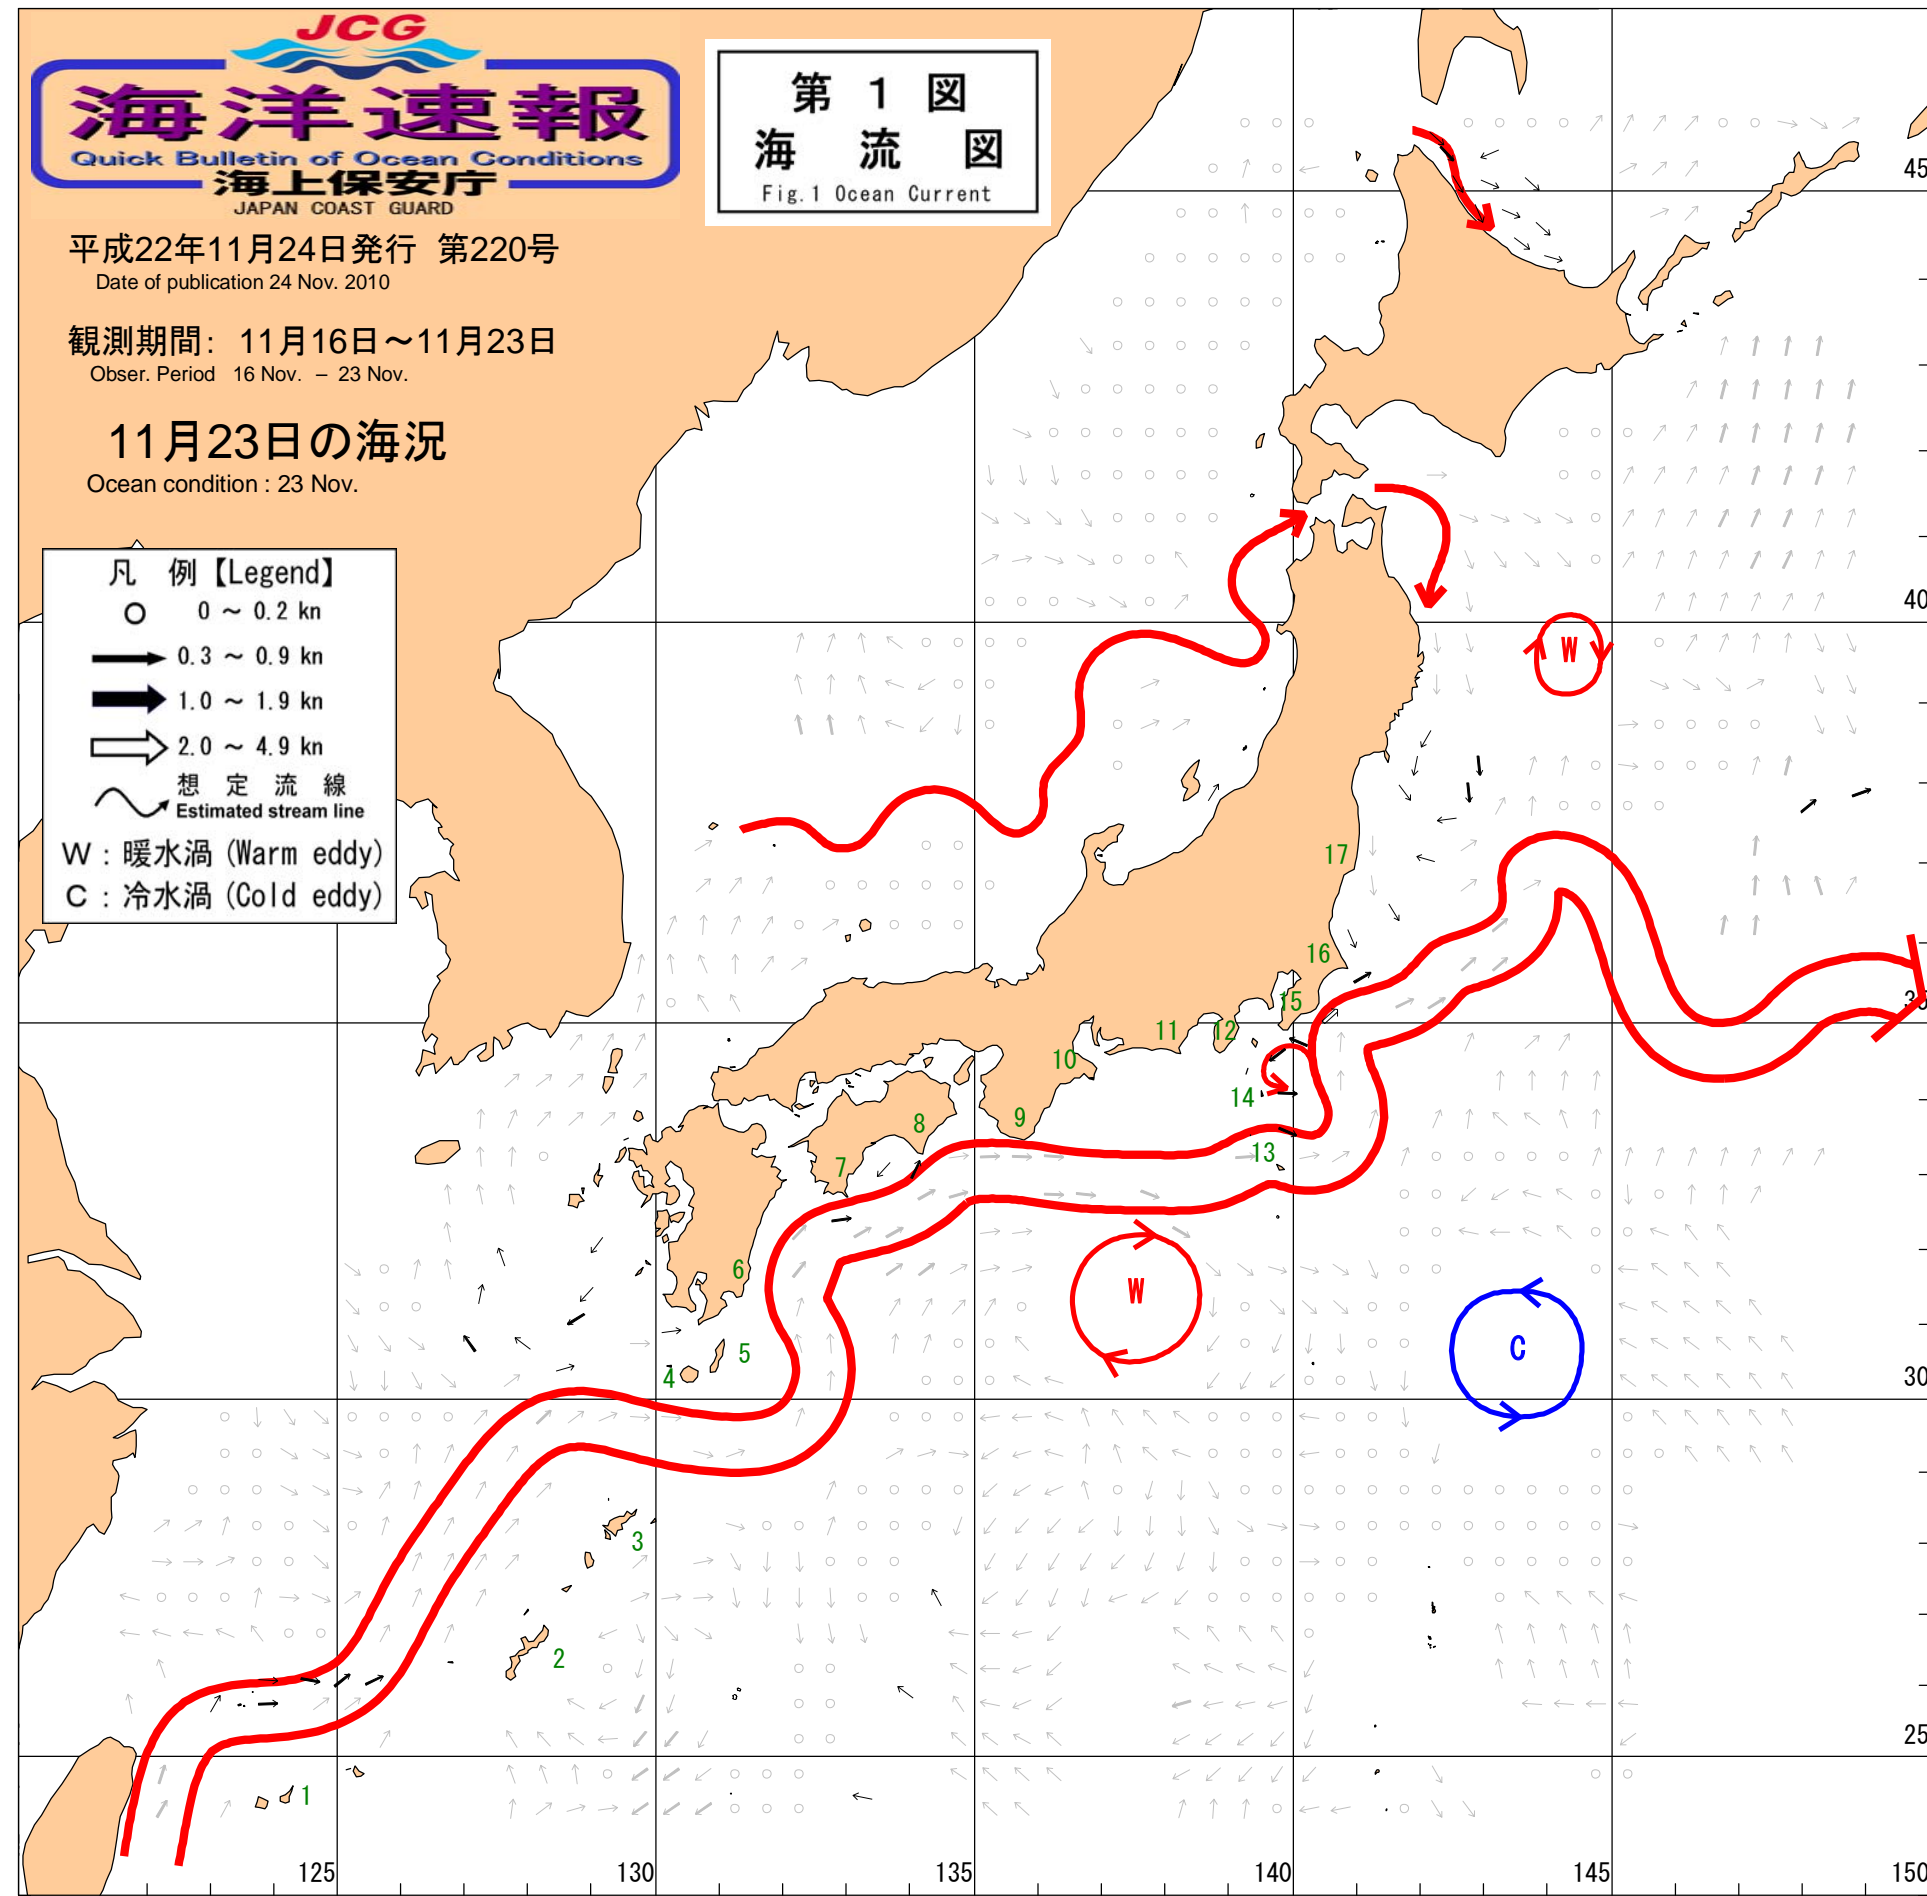 JCG
海洋速報
Quick Bulletin of Ocean Conditions
海上保安庁
JAPAN COAST GUARD
第 1 図
海 流 図
Fig.1 Ocean Current
平成22年11月24日発行 第220号
Date of publication 24 Nov. 2010
観測期間: 11月16日~11月23日
Obser. Period 16 Nov. – 23 Nov.
11月23日の海況
Ocean condition : 23 Nov.
凡 例【Legend】
0 ~ 0.2 kn
0.3 ~ 0.9 kn
1.0 ~ 1.9 kn
2.0 ~ 4.9 kn
想 定 流 線
Estimated stream line
W : 暖水渦 (Warm eddy)
C : 冷水渦 (Cold eddy)
45
40
W
17
16
35
15
12
11
10
14
9
8
13
7
6
W
C
5
4
30
3
2
25
1
125
130
135
140
145
150